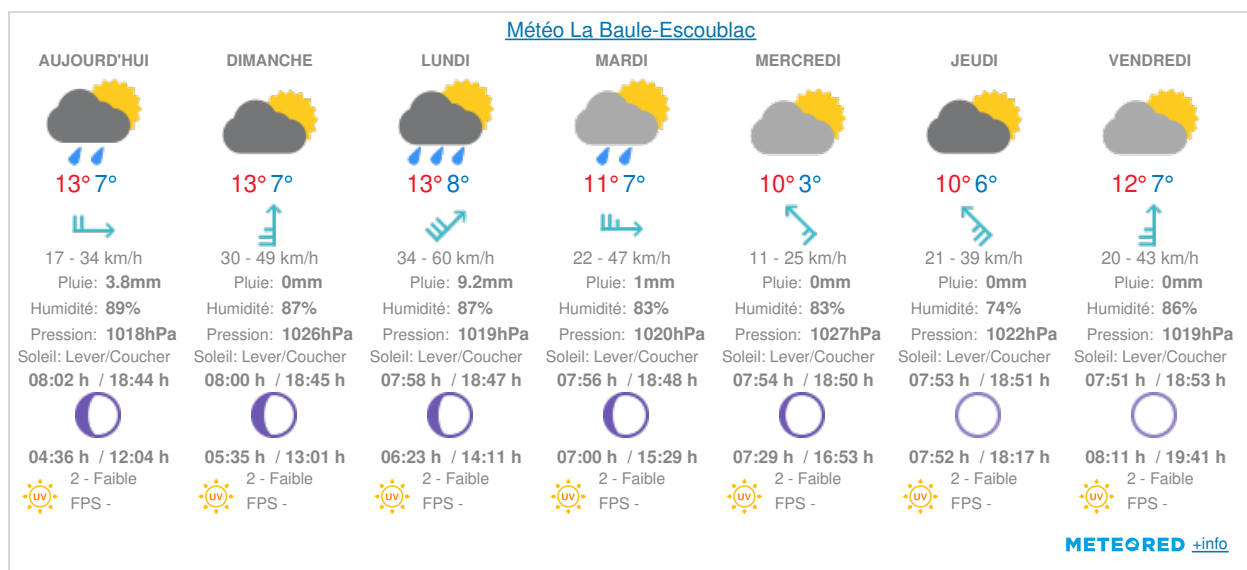 Météo La Baule-Escoublac
AUJOURD'HUI DIMANCHE LUNDI MARDI MERCREDI JEUDI VENDREDI
13° 7° 13° 7° 13° 8° 11° 7° 10° 3° 10° 6° 12° 7°
17 - 34 km/h 30 - 49 km/h 34 - 60 km/h 22 - 47 km/h 11 - 25 km/h 21 - 39 km/h 20 - 43 km/h
Pluie: 3.8mm Pluie: 0mm Pluie: 9.2mm Pluie: 1mm Pluie: 0mm Pluie: 0mm Pluie: 0mm
Humidité: 89% Humidité: 87% Humidité: 87% Humidité: 83% Humidité: 83% Humidité: 74% Humidité: 86%
Pression: 1018hPa Pression: 1026hPa Pression: 1019hPa Pression: 1020hPa Pression: 1027hPa Pression: 1022hPa Pression: 1019hPa
Soleil: Lever/Coucher Soleil: Lever/Coucher Soleil: Lever/Coucher Soleil: Lever/Coucher Soleil: Lever/Coucher Soleil: Lever/Coucher Soleil: Lever/Coucher
08:02 h / 18:44 h 08:00 h / 18:45 h 07:58 h / 18:47 h 07:56 h / 18:48 h 07:54 h / 18:50 h 07:53 h / 18:51 h 07:51 h / 18:53 h
04:36 h / 12:04 h 05:35 h / 13:01 h 06:23 h / 14:11 h 07:00 h / 15:29 h 07:29 h / 16:53 h 07:52 h / 18:17 h 08:11 h / 19:41 h
2 - Faible 2 - Faible 2 - Faible 2 - Faible 2 - Faible 2 - Faible 2 - Faible
UV UV UV UV UV UV UV
FPS - FPS - FPS - FPS - FPS - FPS - FPS -
METEORED +info